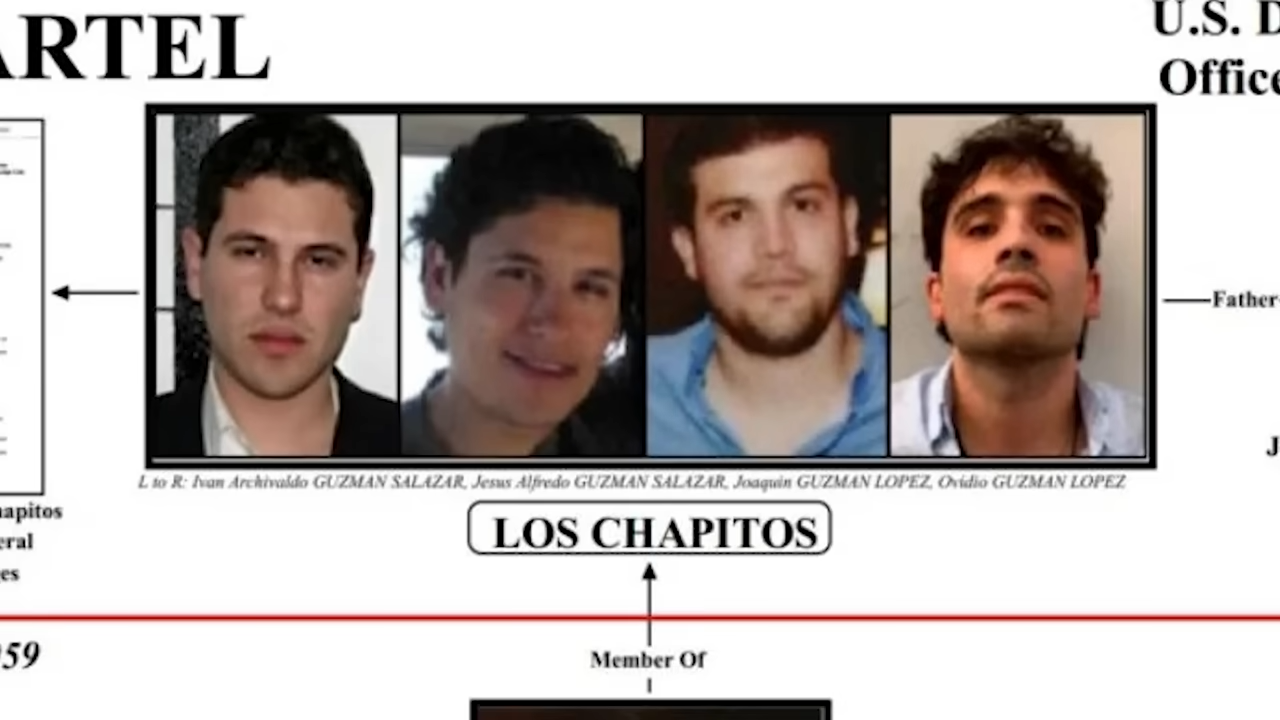 ARTEL
U.S. D
Office
Father
J
L to R: Ivan Archivaldo GUZMAN SALAZAR, Jesus Alfredo GUZMAN SALAZAR, Joaquin GUZMAN LOPEZ, Ovidio GUZMAN LOPEZ
hapitos
eral
es
LOS CHAPITOS
059
Member Of